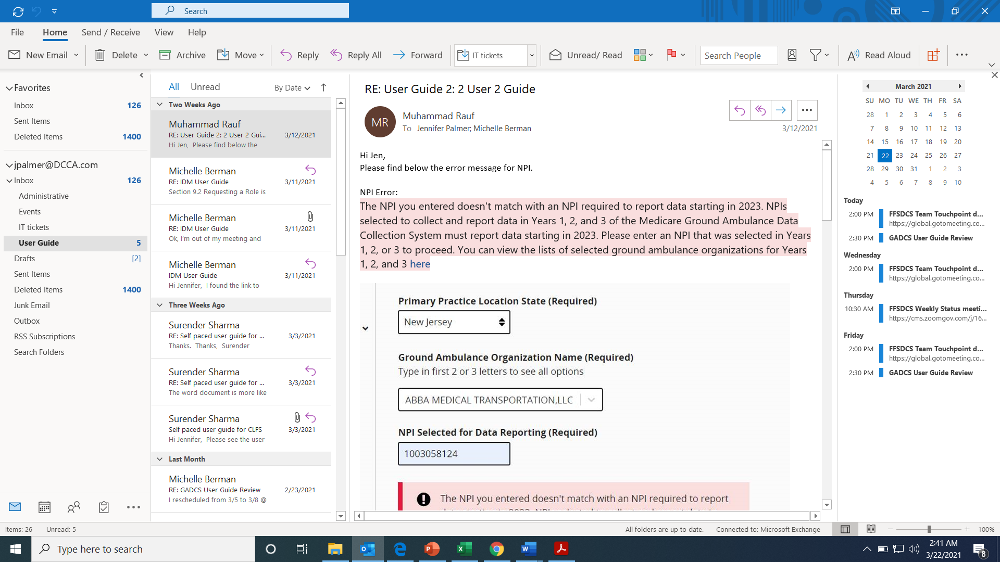 Search
File Home Send / Receive View Help
New Email Delete Archive Move Reply Reply All Forward IT tickets Unread/ Read Search People Read Aloud
Favorites
Inbox 126
Sent Items
Deleted Items 1400
jpalmer@DCCA.com
Inbox 126
Administrative
Events
IT tickets
User Guide 5
Drafts [2]
Sent Items
Deleted Items 1400
Junk Email
Outbox
RSS Subscriptions
Search Folders
All Unread By Date
Two Weeks Ago
Muhammad Rauf
RE: User Guide 2: 2 User 2 Gui... 3/12/2021
Hi Jen, Please find below the
Michelle Berman
RE: IDM User Guide 3/11/2021
Section 9.2 Requesting a Role is
Michelle Berman
RE: IDM User Guide 3/11/2021
Ok, I'm out of my meeting and
Michelle Berman
IDM User Guide 3/11/2021
Hi Jennifer, I found the link to
Three Weeks Ago
Surender Sharma
RE: Self paced user guide for ... 3/3/2021
Thanks. Thanks, Surender
Surender Sharma
RE: Self paced user guide for ... 3/3/2021
The word document is more like
Surender Sharma
Self paced user guide for CLFS 3/3/2021
Hi Jennifer, Please see the user
Last Month
Michelle Berman
RE: GADCS User Guide Review 2/23/2021
I rescheduled from 3/5 to 3/8 @
RE: User Guide 2: 2 User 2 Guide
MR
Muhammad Rauf
To Jennifer Palmer; Michelle Berman
3/12/2021
Hi Jen,
Please find below the error message for NPI.
NPI Error:
The NPI you entered doesn't match with an NPI required to report data starting in 2023. NPIs
selected to collect and report data in Years 1, 2, and 3 of the Medicare Ground Ambulance Data
Collection System must report data starting in 2023. Please enter an NPI that was selected in Years
1, 2, or 3 to proceed. You can view the lists of selected ground ambulance organizations for Years
1, 2, and 3 here
Primary Practice Location State (Required)
New Jersey
Ground Ambulance Organization Name (Required)
Type in first 2 or 3 letters to see all options
ABBA MEDICAL TRANSPORTATION,LLC
NPI Selected for Data Reporting (Required)
1003058124
The NPI you entered doesn't match with an NPI required to report
March 2021
SU MO TU WE TH FR SA
28 1 2 3 4 5 6
7 8 9 10 11 12 13
14 15 16 17 18 19 20
21 22 23 24 25 26 27
28 29 30 31 1 2 3
4 5 6 7 8 9 10
Today
2:00 PM FFSDCS Team Touchpoint d...
https://global.gotomeeting.co...
2:30 PM GADCS User Guide Review
Wednesday
2:00 PM FFSDCS Team Touchpoint d...
https://global.gotomeeting.co...
Thursday
10:30 AM FFSDCS Weekly Status meeti...
https://cms.zoomgov.com/j/16...
Friday
2:00 PM FFSDCS Team Touchpoint d...
https://global.gotomeeting.co...
2:30 PM GADCS User Guide Review
Items: 26 Unread: 5
All folders are up to date. Connected to: Microsoft Exchange
100%
Type here to search
2:41 AM
3/22/2021
8